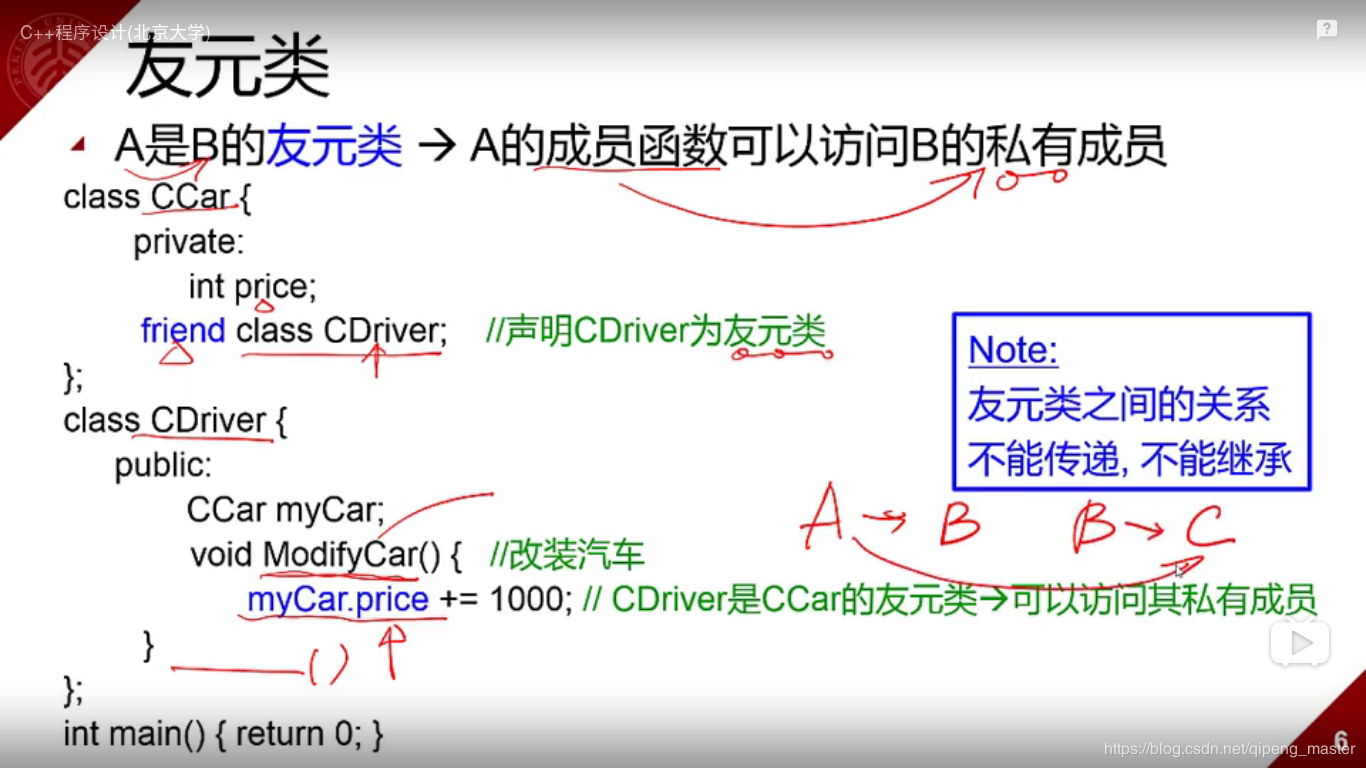 C++程序设计(北京大学)
友元类
A是B的友元类 → A的成员函数可以访问B的私有成员
class CCar {
private:
int price;
friend class CDriver; //声明CDriver为友元类
};
class CDriver {
public:
CCar myCar;
void ModifyCar() { //改装汽车
myCar.price += 1000; // CDriver是CCar的友元类→可以访问其私有成员
}
()
};
int main() { return 0; }
Note:
友元类之间的关系
不能传递, 不能继承
A → B B → C
6
https://blog.csdn.net/qipeng_master